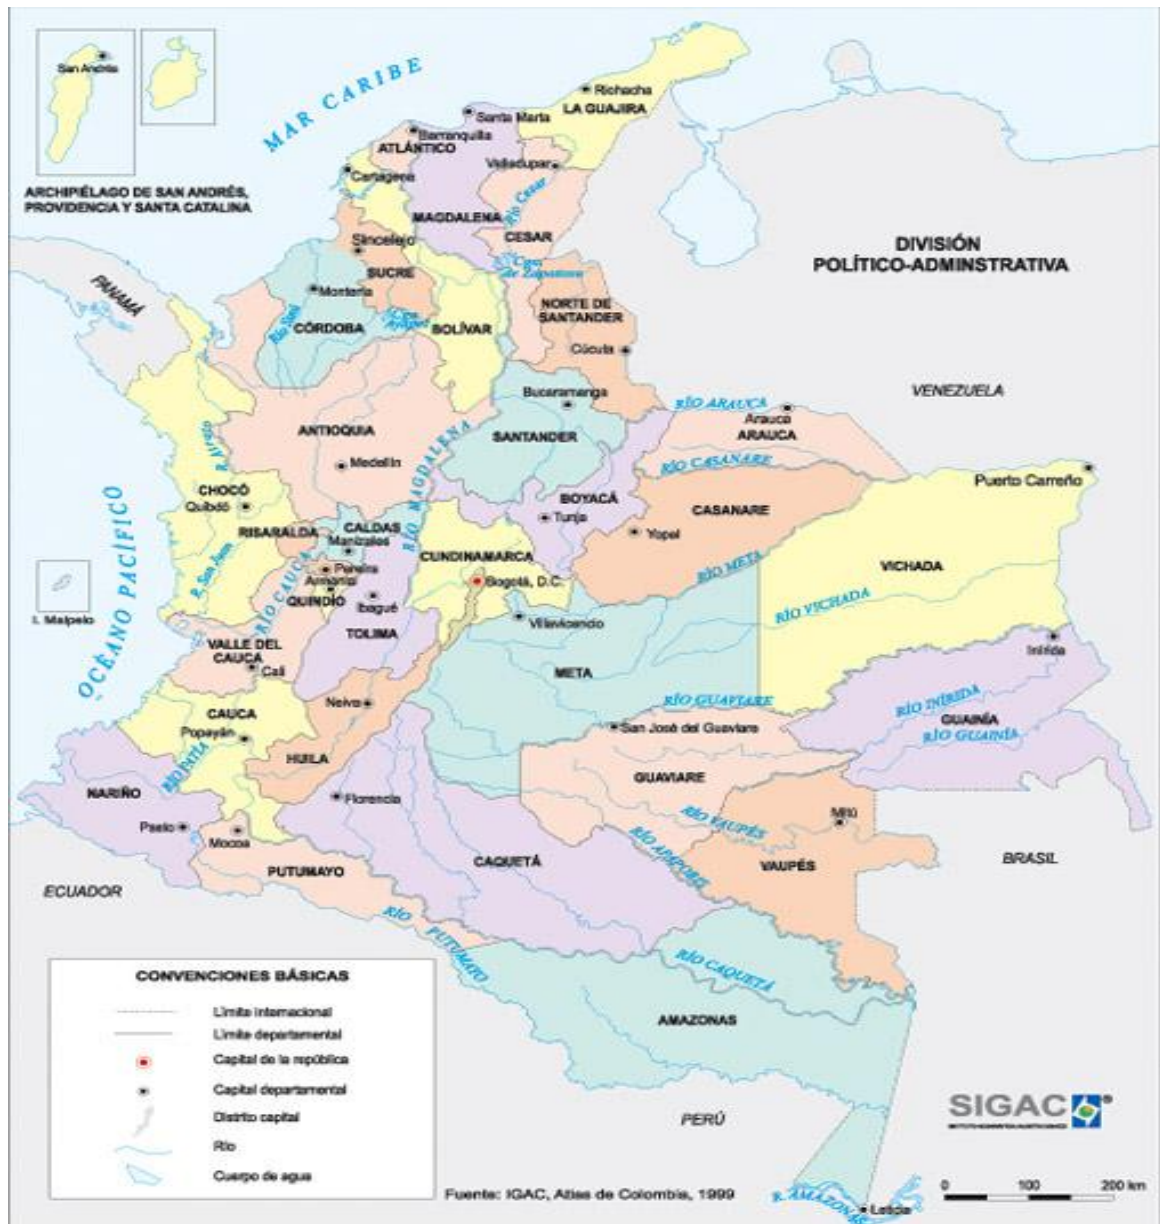 San Andrés
ARCHIPIÉLAGO DE SAN ANDRÉS,
PROVIDENCIA Y SANTA CATALINA
MAR CARIBE
Riohacha
LA GUAJIRA
Santa Marta
Barranquilla
ATLÁNTICO
Valledupar
Cartagena
Río Cesar
MAGDALENA
CESAR
DIVISIÓN
POLÍTICO-ADMINSTRATIVA
Sincelejo
SUCRE
Cga.
de Zapatosa
PANAMÁ
Montería
Río Sinú
CÓRDOBA
Cga.
Ayapel
BOLÍVAR
NORTE DE
SANTANDER
Cúcuta
VENEZUELA
Bucaramanga
RÍO ARAUCA
Arauca
ARAUCA
ANTIOQUIA
SANTANDER
Medellín
RÍO MAGDALENA
R. Atrato
RÍO CASANARE
Puerto Carreño
CHOCÓ
Quibdó
BOYACÁ
Tunja
CASANARE
Yopal
OCÉANO PACÍFICO
RISARALDA
CALDAS
Manizales
CUNDINAMARCA
Pereira
Armenia
QUINDÍO
Bogotá, D.C.
RÍO META
VICHADA
R. San Juan
RÍO CAUCA
Ibagué
TOLIMA
Villavicencio
RÍO VICHADA
I. Malpelo
VALLE DEL
CAUCA
Cali
META
Inírida
Neiva
RÍO GUAVIARE
RÍO INÍRIDA
CAUCA
Popayán
San José del Guaviare
GUAINÍA
RÍO GUAINÍA
HUILA
GUAVIARE
NARIÑO
Florencia
Pasto
Mocoa
RÍO VAUPÉS
Mitú
RÍO APAPORIS
CAQUETÁ
VAUPÉS
BRASIL
PUTUMAYO
ECUADOR
RÍO PUTUMAYO
RÍO CAQUETÁ
AMAZONAS
CONVENCIONES BÁSICAS
Límite internacional
Límite departamental
Capital de la república
Capital departamental
Distrito capital
Río
Cuerpo de agua
PERÚ
SIGAC
Fuente: IGAC, Atlas de Colombia, 1999
0 100 200 km
R. AMAZONAS
Leticia